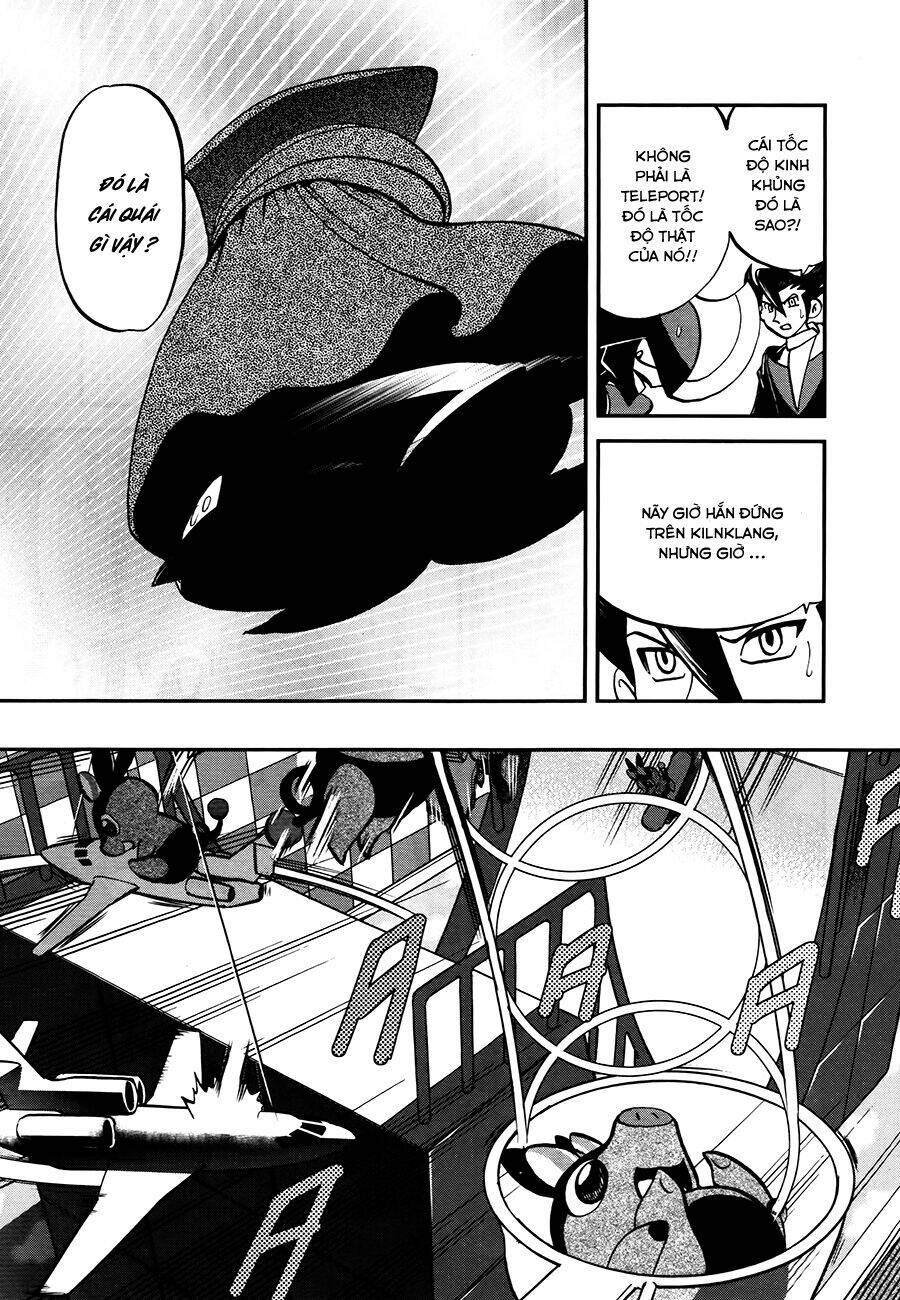 CÁI TỐC
ĐỘ KINH
KHỦNG
ĐÓ LÀ
SAO?!
KHÔNG
PHẢI LÀ
TELEPORT!
ĐÓ LÀ TỐC
ĐỘ THẬT
CỦA NÓ!!
NÃY GIỜ HẮN ĐỨNG
TRÊN KILNKLANG,
NHƯNG GIỜ ...
ĐÓ LÀ
CÁI QUÁI
GÌ VẬY?
A
A
A
A
A
A